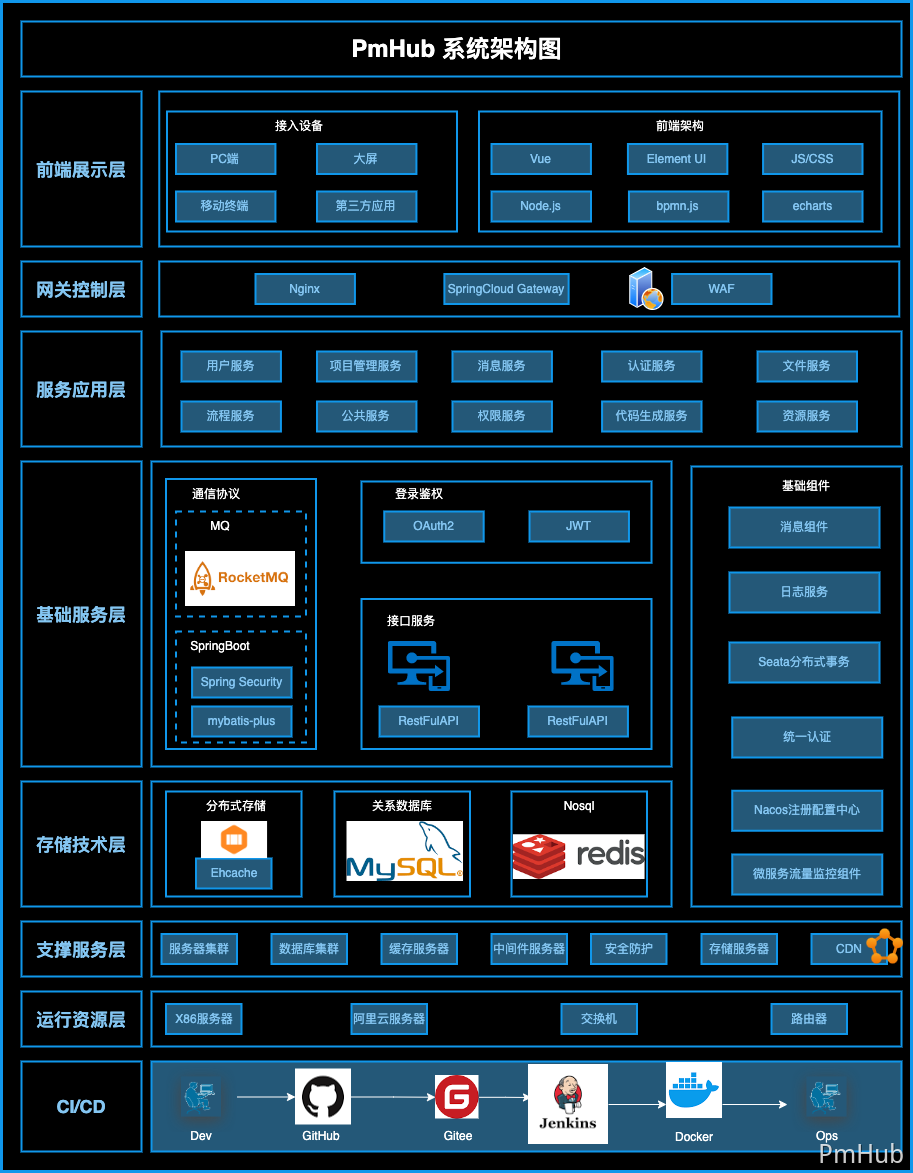 PmHub 系统架构图
前端展示层
接入设备
PC端
大屏
移动终端
第三方应用
前端架构
Vue
Element UI
JS/CSS
Node.js
bpmn.js
echarts
网关控制层
Nginx
SpringCloud Gateway
WAF
服务应用层
用户服务
项目管理服务
消息服务
认证服务
文件服务
流程服务
公共服务
权限服务
代码生成服务
资源服务
基础服务层
通信协议
MQ
RocketMQ
SpringBoot
Spring Security
mybatis-plus
登录鉴权
OAuth2
JWT
接口服务
RestFulAPI
RestFulAPI
基础组件
消息组件
日志服务
Seata分布式事务
统一认证
Nacos注册配置中心
微服务流量监控组件
存储技术层
分布式存储
Ehcache
关系数据库
MySQL®
Nosql
redis
支撑服务层
服务器集群
数据库集群
缓存服务器
中间件服务器
安全防护
存储服务器
CDN
运行资源层
X86服务器
阿里云服务器
交换机
路由器
CI/CD
Dev
GitHub
G
Gitee
Jenkins
Docker
Ops
PmHub